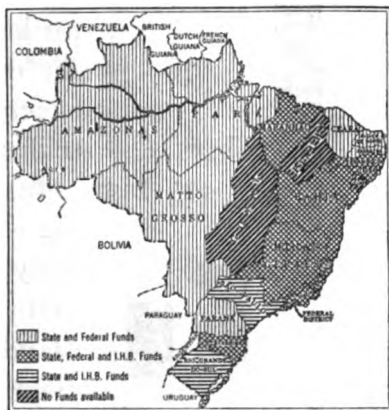 VENEZUELA
BRITISH
GUIANA
DUTCH
GUIANA
FRENCH
GUIANA
COLOMBIA
AMAZONAS
PARA
CEARA
MATTO
GROSSO
BOLIVIA
PARAGUAY
PARANA
FEDERAL
DISTRICT
URUGUAY
State and Federal Funds
State, Federal and I.H.B. Funds
State and I.H.B. Funds
No Funds available